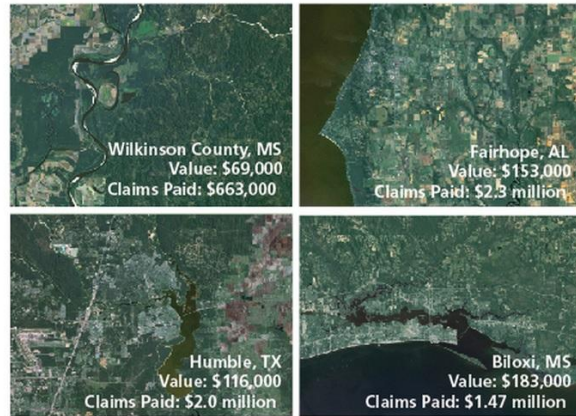 Wilkinson County, MS
Value: $69,000
Claims Paid: $663,000
Fairhope, AL
Value: $153,000
Claims Paid: $2.3 million
Humble, TX
Value: $116,000
Claims Paid: $2.0 million
Biloxi, MS
Value: $183,000
Claims Paid: $1.47 million